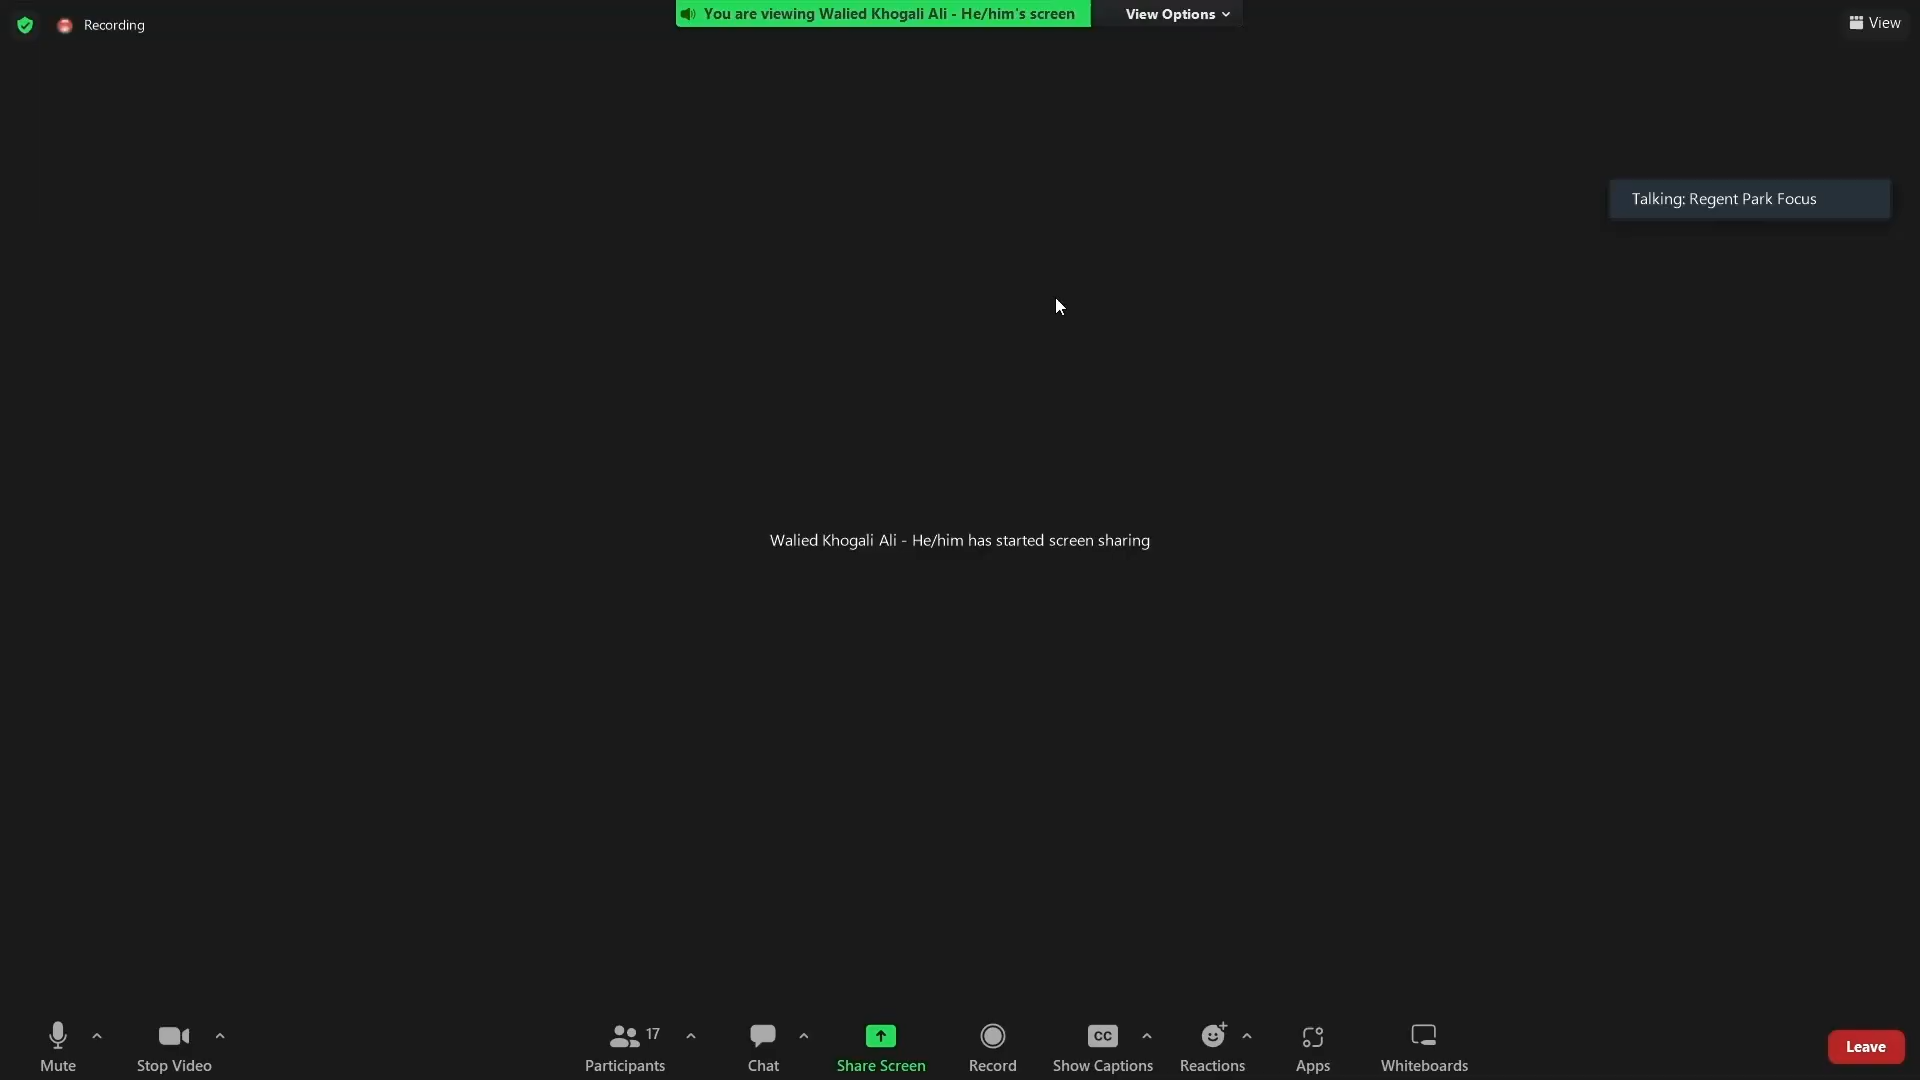 Recording
You are viewing Walied Khogali Ali - He/him's screen
View Options
View
Talking: Regent Park Focus
Walied Khogali Ali - He/him has started screen sharing
Mute
Stop Video
17
Participants
Chat
Share Screen
Record
CC
Show Captions
Reactions
Apps
Whiteboards
Leave